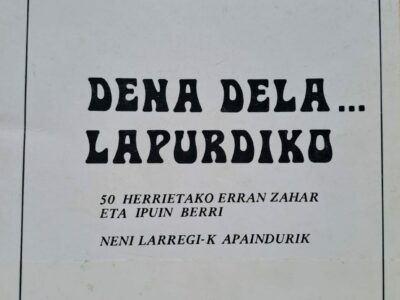 DENA DELA...
LAPURDIKO
50 HERRIETAKO ERRAN ZAHAR
ETA IPUIN BERRI
NENI LARREGI-K APAINDURIK